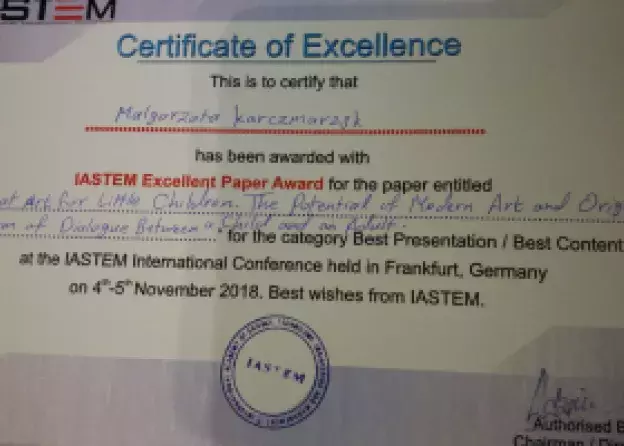 STEM
Certificate of Excellence
This is to certify that
Malgorzata Karczmarzyk
has been awarded with
IASTEM Excellent Paper Award for the paper entitled
at Art for Little Children. The Potential of Modern Art and Orig
of Dialogue Between a Child and an Adult.
for the category Best Presentation / Best Content
at the IASTEM International Conference held in Frankfurt, Germany
on 4th-5th November 2018. Best wishes from IASTEM.
IASTEM
Authorised
Chairman /